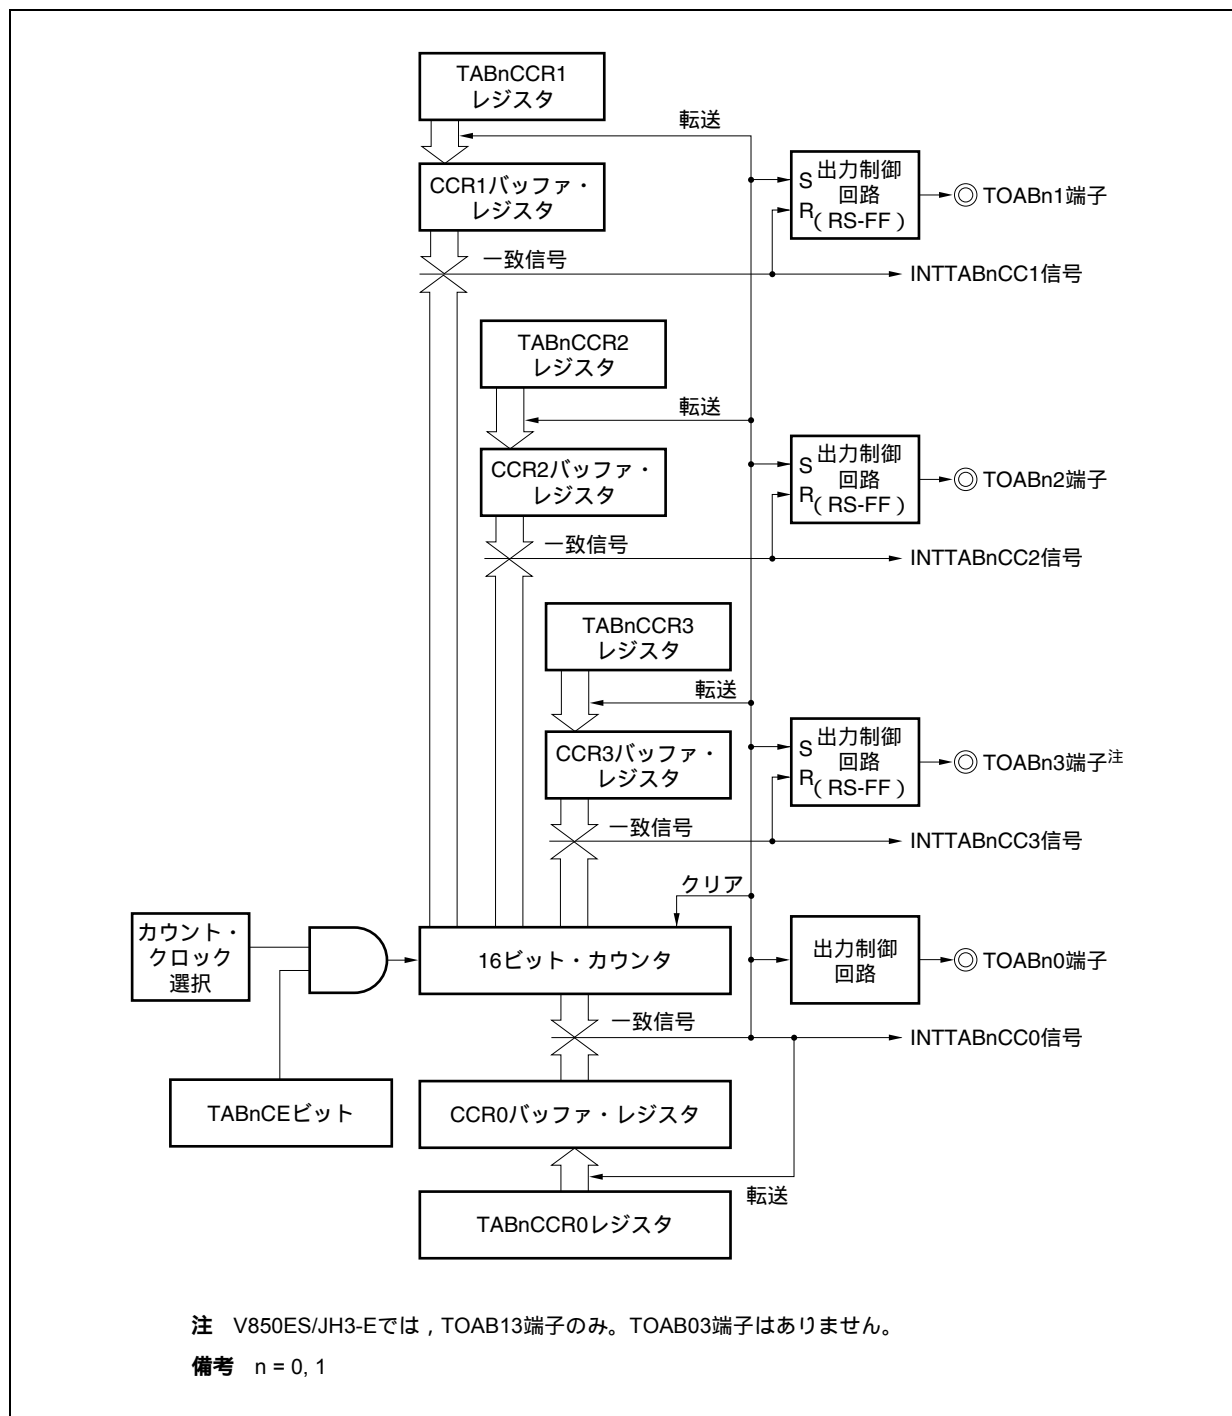 TABnCCR1
レジスタ
転送
CCR1バッファ・
レジスタ
S 出力制御
回路
R ( RS-FF )
TOABn1端子
一致信号
INTTABnCC1信号
TABnCCR2
レジスタ
転送
CCR2バッファ・
レジスタ
S 出力制御
回路
R ( RS-FF )
TOABn2端子
一致信号
INTTABnCC2信号
TABnCCR3
レジスタ
転送
CCR3バッファ・
レジスタ
S 出力制御
回路
R ( RS-FF )
TOABn3端子注
一致信号
INTTABnCC3信号
クリア
カウント・
クロック
選択
16ビット・カウンタ
出力制御
回路
TOABn0端子
一致信号
INTTABnCC0信号
TABnCEビット
CCR0バッファ・レジスタ
転送
TABnCCR0レジスタ
注 V850ES/JH3-Eでは，TOAB13端子のみ。TOAB03端子はありません。
備考 n = 0, 1